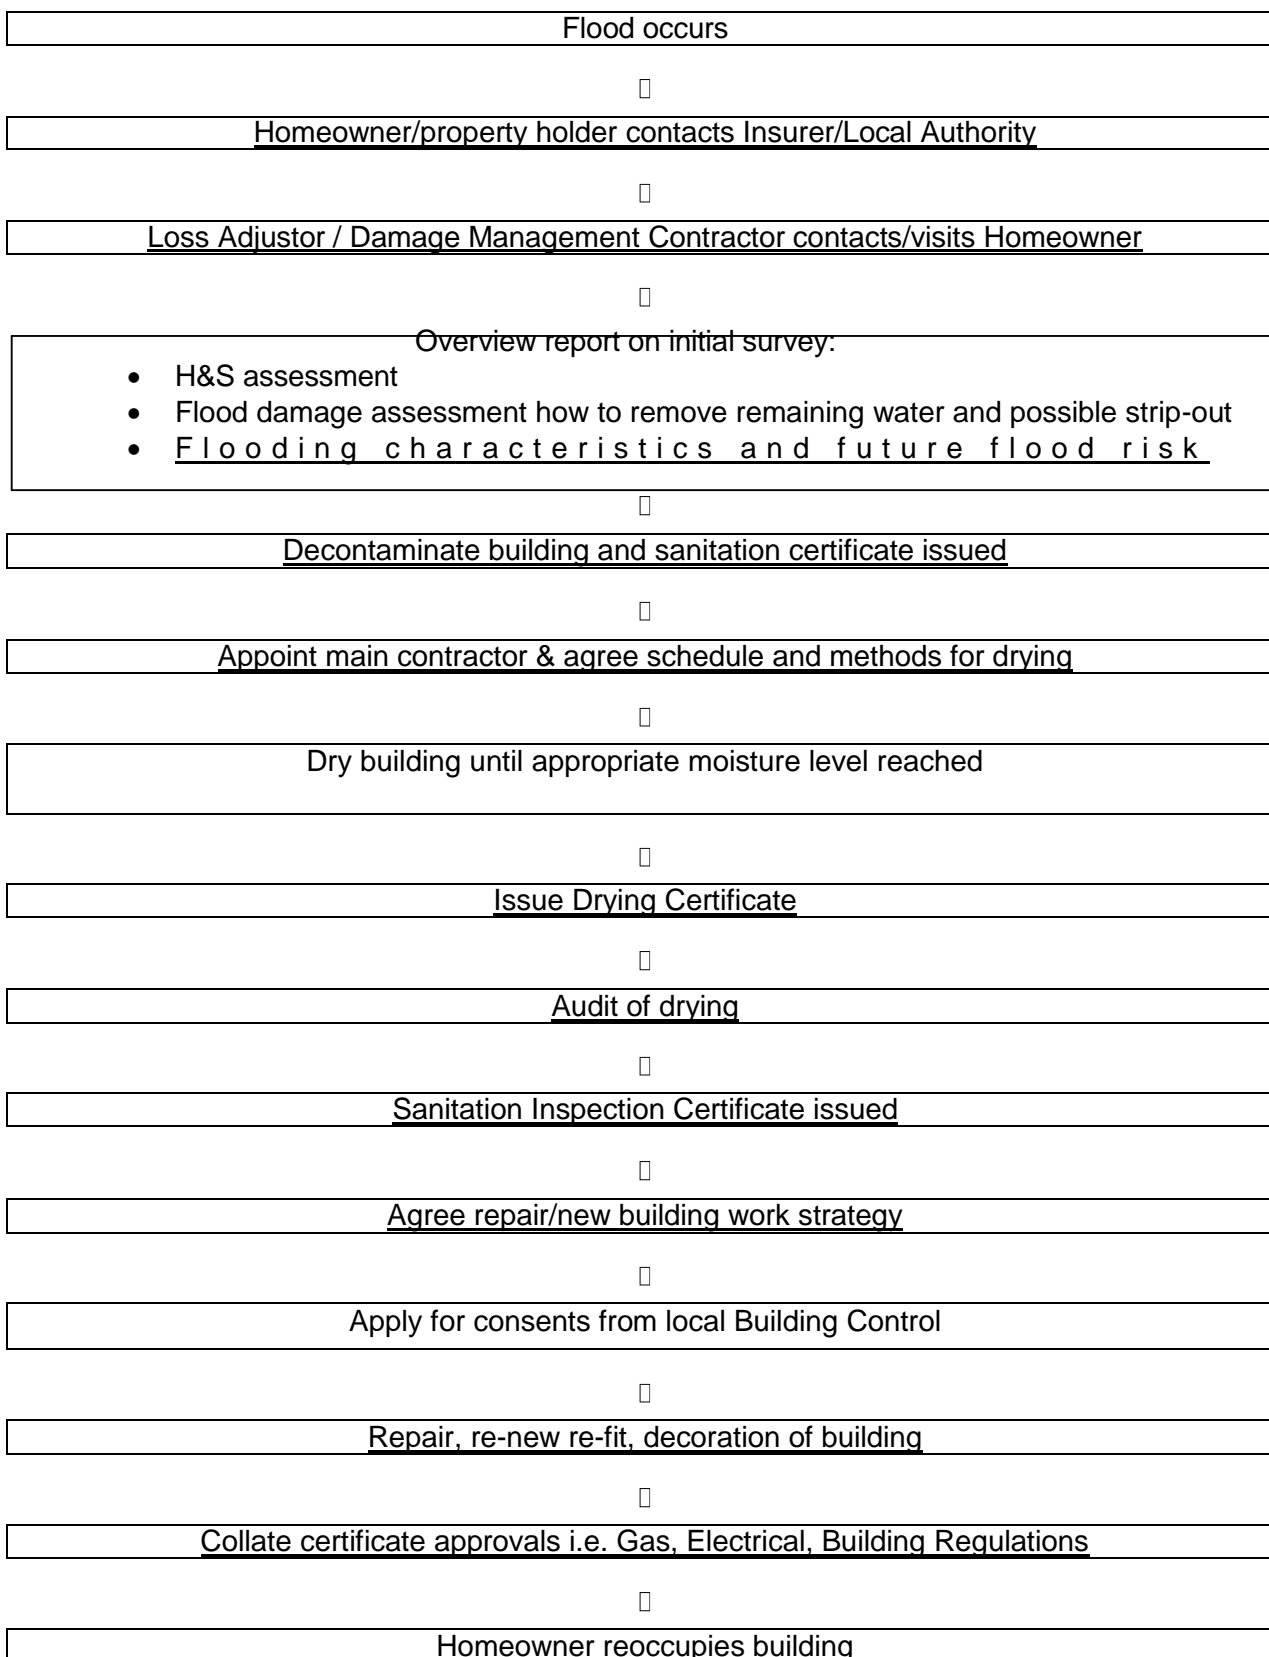 Flood occurs
Homeowner/property holder contacts Insurer/Local Authority
Loss Adjustor / Damage Management Contractor contacts/visits Homeowner
Overview report on initial survey:
• H&S assessment
• Flood damage assessment how to remove remaining water and possible strip-out
• Flooding characteristics and future flood risk
Decontaminate building and sanitation certificate issued
Appoint main contractor & agree schedule and methods for drying
Dry building until appropriate moisture level reached
Issue Drying Certificate
Audit of drying
Sanitation Inspection Certificate issued
Agree repair/new building work strategy
Apply for consents from local Building Control
Repair, re-new re-fit, decoration of building
Collate certificate approvals i.e. Gas, Electrical, Building Regulations
Homeowner reoccupies building